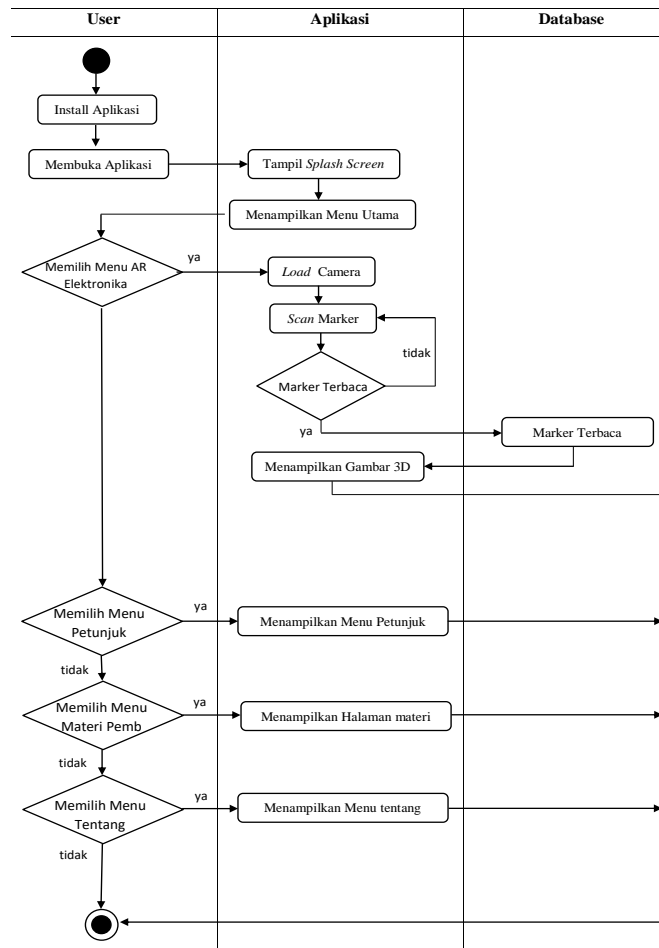 User
Aplikasi
Database
Install Aplikasi
Membuka Aplikasi
Tampil Splash Screen
Menampilkan Menu Utama
Memilih Menu AR
Elektronika
ya
Load Camera
Scan Marker
tidak
Marker Terbaca
ya
Marker Terbaca
Menampilkan Gambar 3D
Memilih Menu
Petunjuk
ya
Menampilkan Menu Petunjuk
tidak
Memilih Menu
Materi Pemb
ya
Menampilkan Halaman materi
tidak
Memilih Menu
Tentang
ya
Menampilkan Menu tentang
tidak